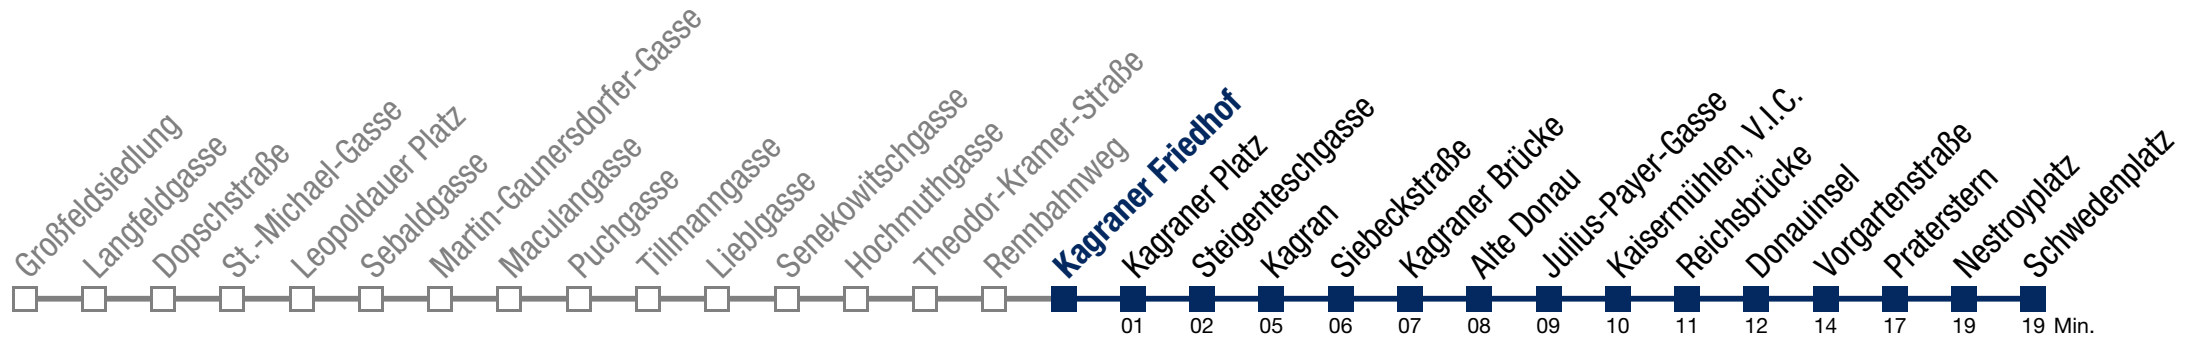 Großfeldsiedlung
Langfeldgasse
Dopschstraße
St.-Michael-Gasse
Leopoldauer Platz
Sebaldgasse
Martin-Gaunersdorfer-Gasse
Maculangasse
Puchgasse
Tillmanngasse
Lieblgasse
Senekowitschgasse
Hochmuthgasse
Theodor-Kramer-Straße
Rennbahnweg
Kagraner Friedhof
Kagraner Platz
Steigenteschgasse
Kagran
Siebeckstraße
Kagraner Brücke
Alte Donau
Julius-Payer-Gasse
Kaisermühlen, V.I.C.
Reichsbrücke
Donauinsel
Vorgartenstraße
Praterstern
Nestroyplatz
Schwedenplatz
01 02 05 06 07 08 09 10 11 12 14 17 19 19 Min.